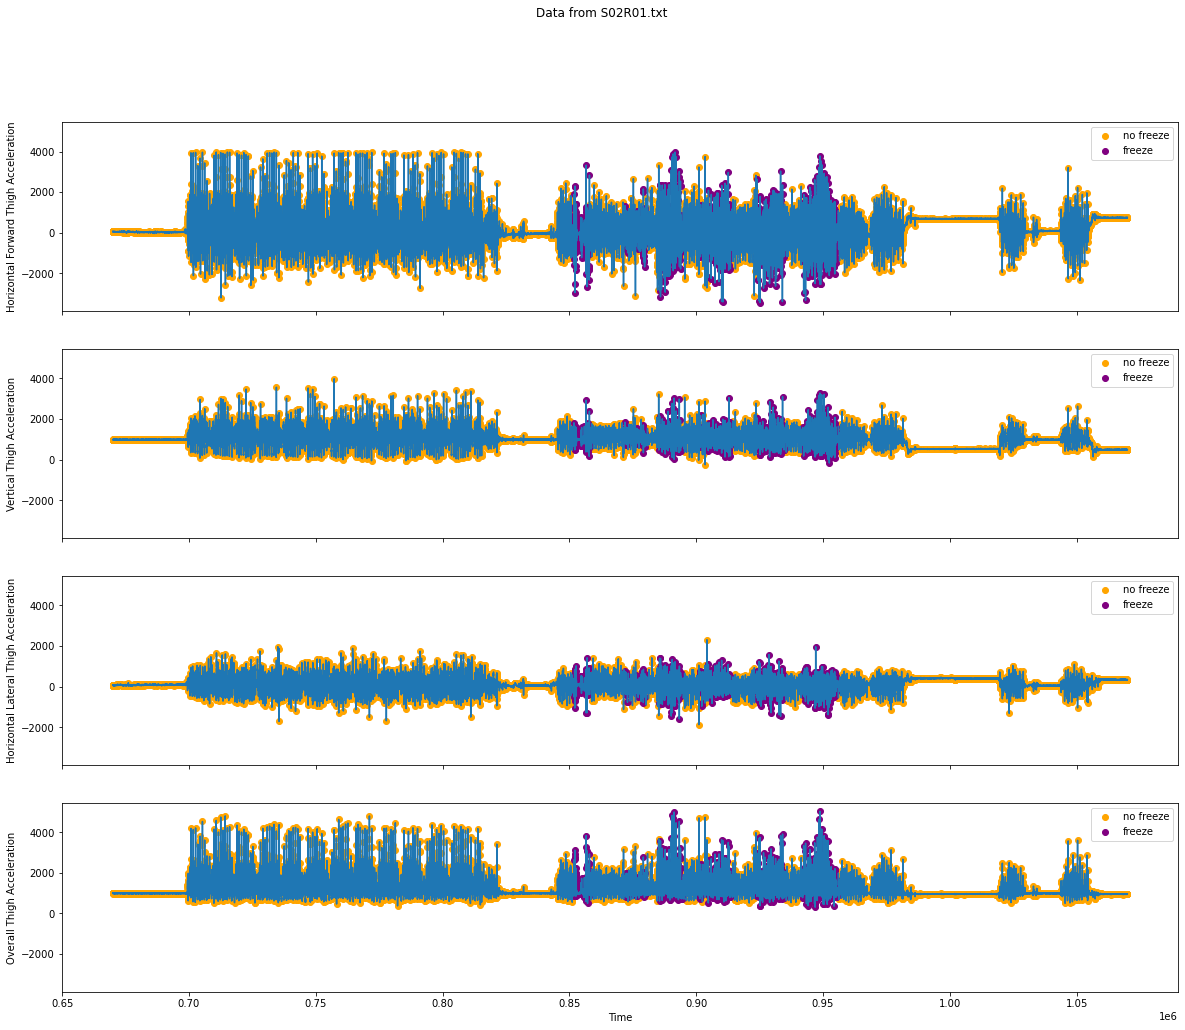 Data from S02R01.txt
Horizontal Forward Thigh Acceleration
4000
2000
0
−2000
no freeze
freeze
Vertical Thigh Acceleration
4000
2000
0
−2000
no freeze
freeze
Horizontal Lateral Thigh Acceleration
4000
2000
0
−2000
no freeze
freeze
Overall Thigh Acceleration
4000
2000
0
−2000
no freeze
freeze
0.65 0.70 0.75 0.80 0.85 0.90 0.95 1.00 1.05
Time
1e6